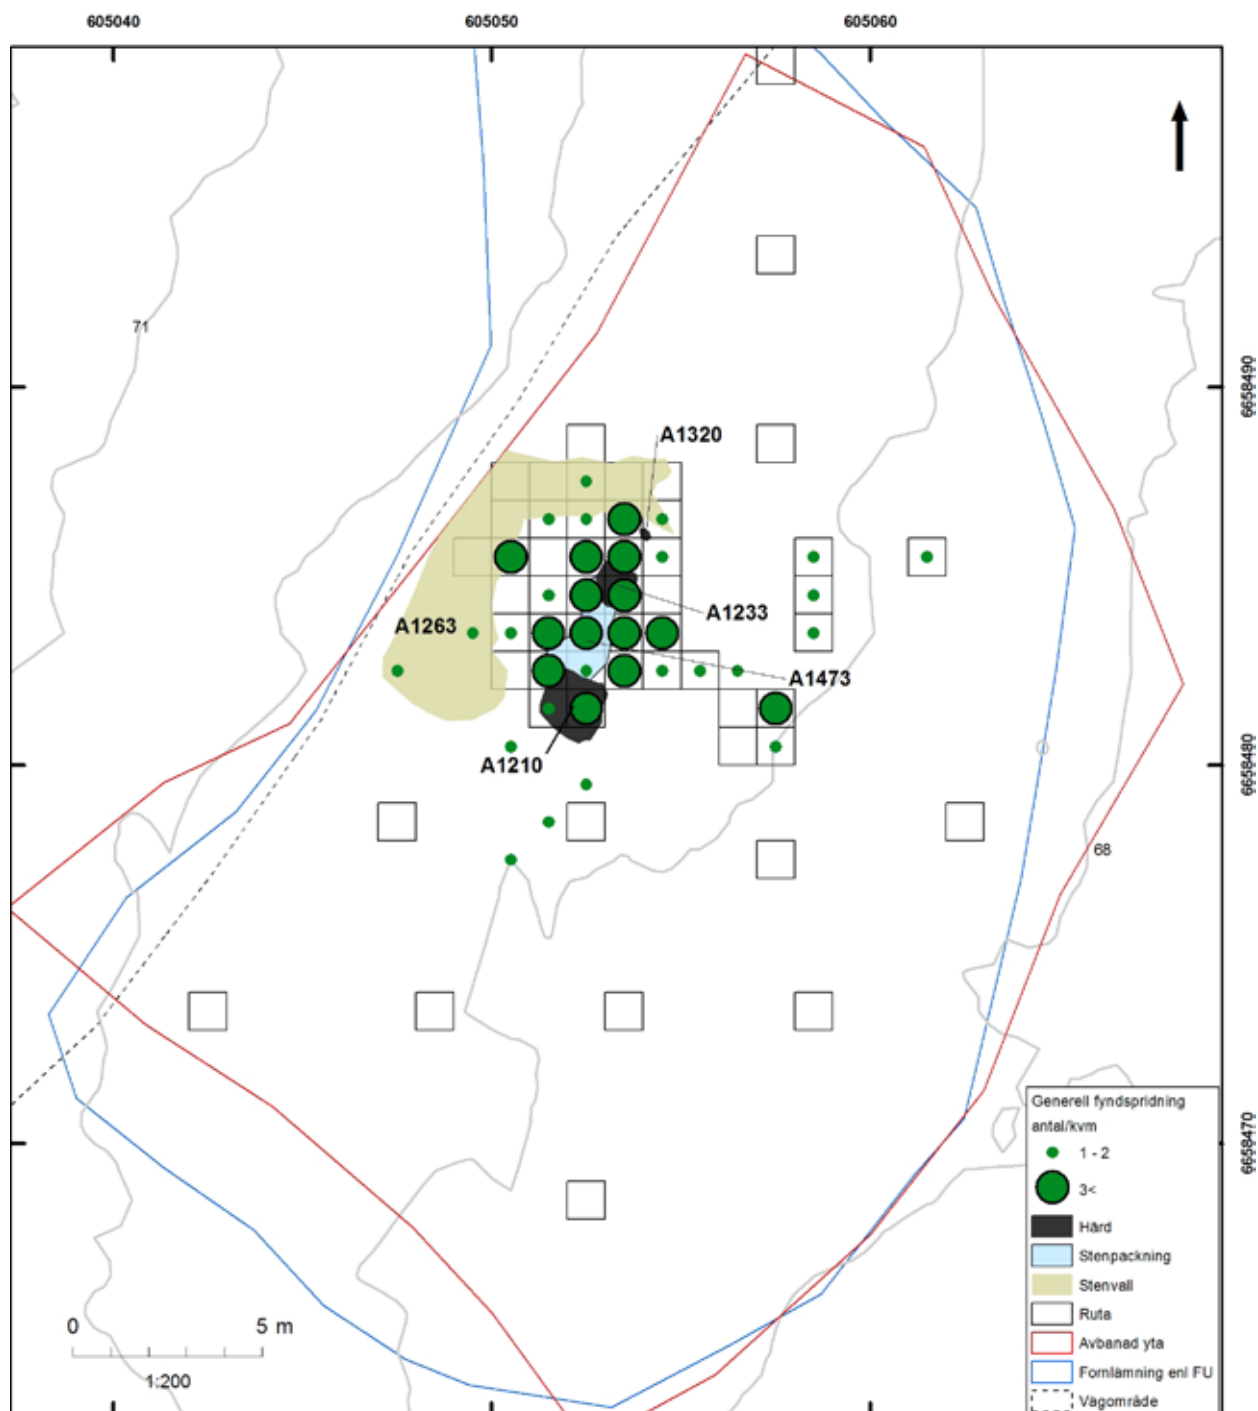 605040
605050
605060
71
6658490
A1320
A1233
A1263
A1473
A1210
6658480
68
6658470
Generell fyndspridning
antal/kvm
1 - 2
3<
Härd
Stenpackning
Stenvall
Ruta
Avbanad yta
Fornlämning enl FU
Vägområde
0 5 m
1:200